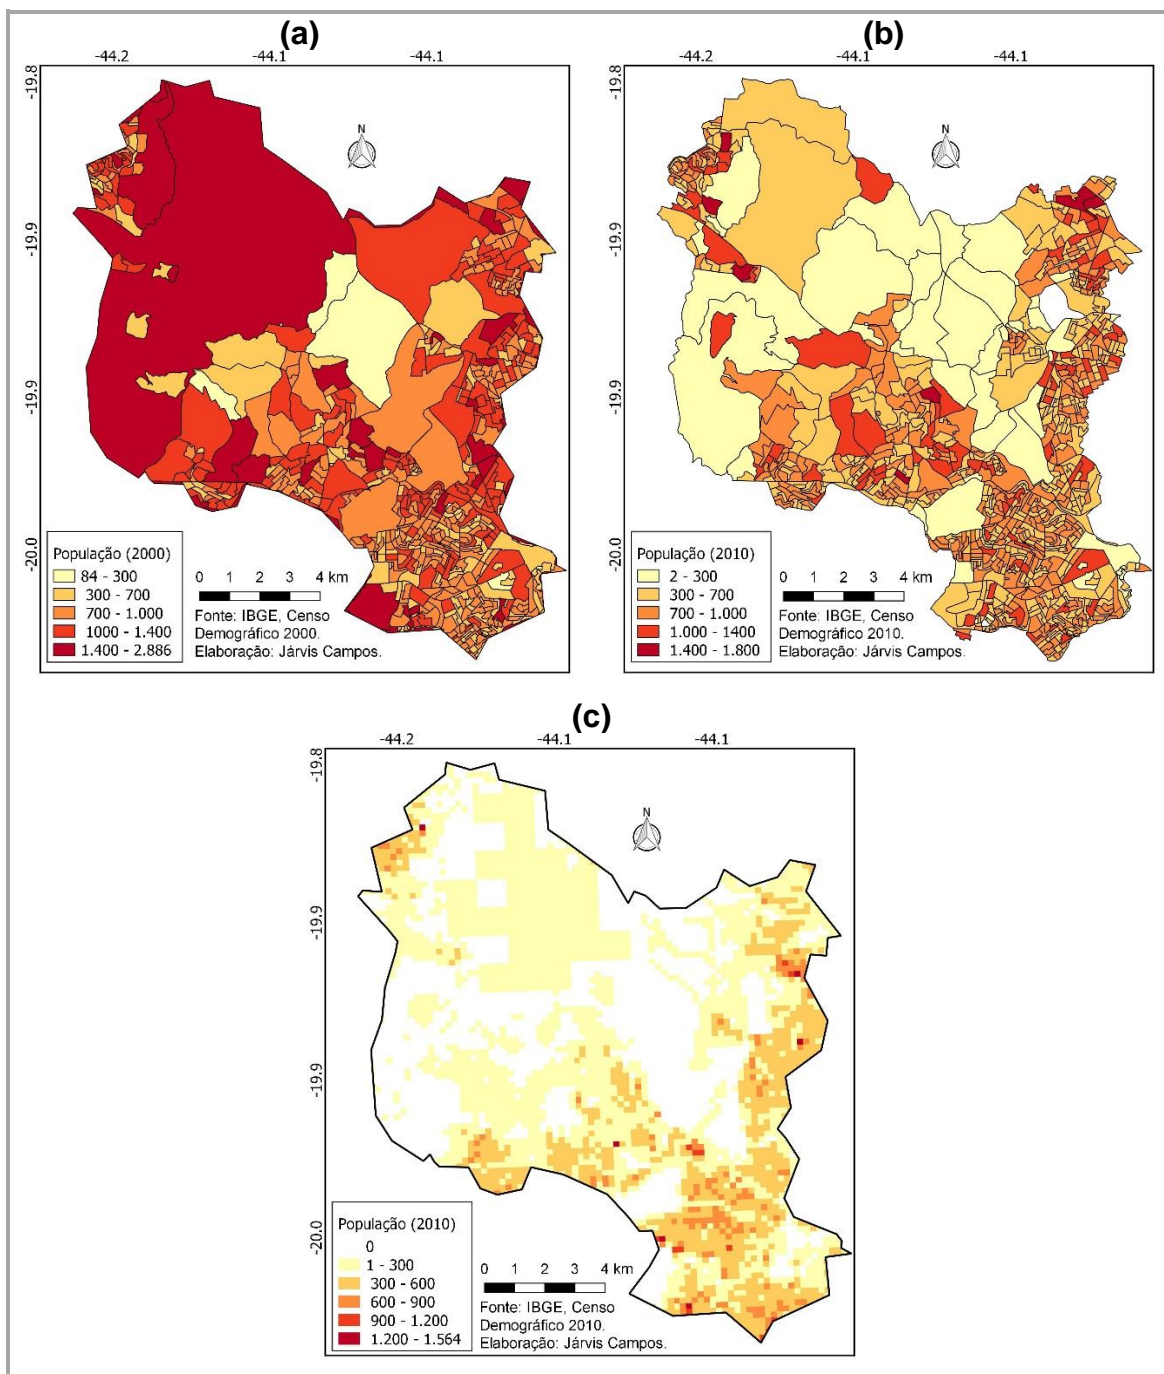 (a)
-44.2 -44.1 -44.1
-19.8
-19.9
-19.9
-20.0
N
População (2000)
84 - 300
300 - 700
700 - 1.000
1000 - 1.400
1.400 - 2.886
0 1 2 3 4 km
Fonte: IBGE, Censo
Demográfico 2000.
Elaboração: Járvis Campos.
(b)
-44.2 -44.1 -44.1
-19.8
-19.9
-19.9
-20.0
N
População (2010)
2 - 300
300 - 700
700 - 1.000
1.000 - 1400
1.400 - 1.800
0 1 2 3 4 km
Fonte: IBGE, Censo
Demográfico 2010.
Elaboração: Járvis Campos.
(c)
-44.2 -44.1 -44.1
-19.8
-19.9
-19.9
-20.0
N
População (2010)
0
1 - 300
300 - 600
600 - 900
900 - 1.200
1.200 - 1.564
0 1 2 3 4 km
Fonte: IBGE, Censo
Demográfico 2010.
Elaboração: Járvis Campos.